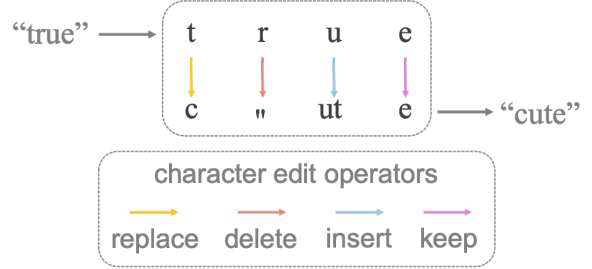 “true” t r u e
c " ut e “cute”
character edit operators
replace delete insert keep